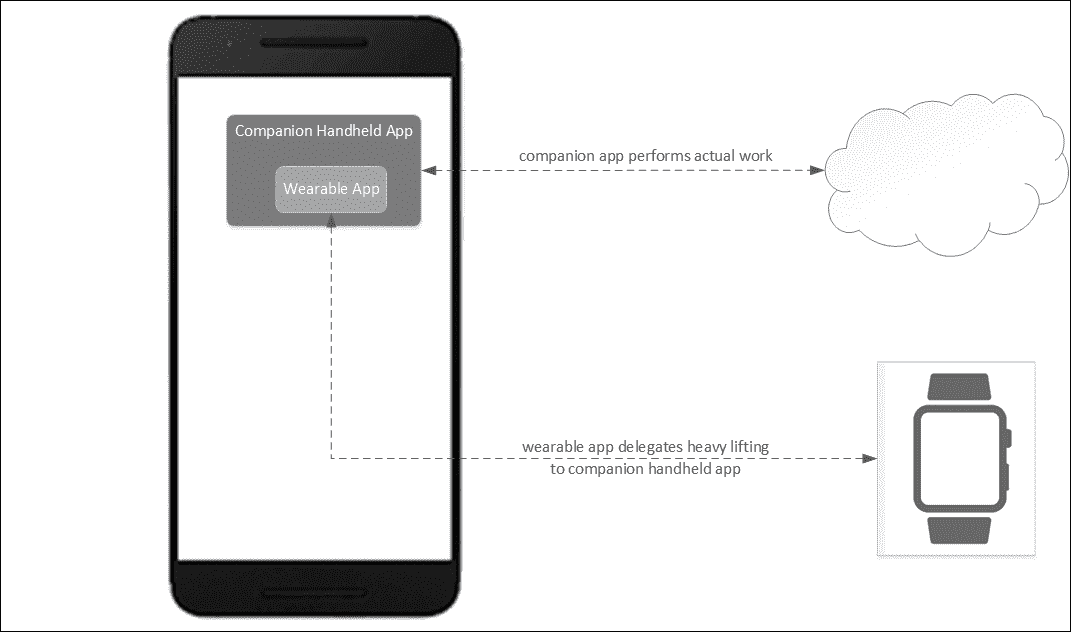 Companion Handheld App
Wearable App
companion app performs actual work
wearable app delegates heavy lifting
to companion handheld app